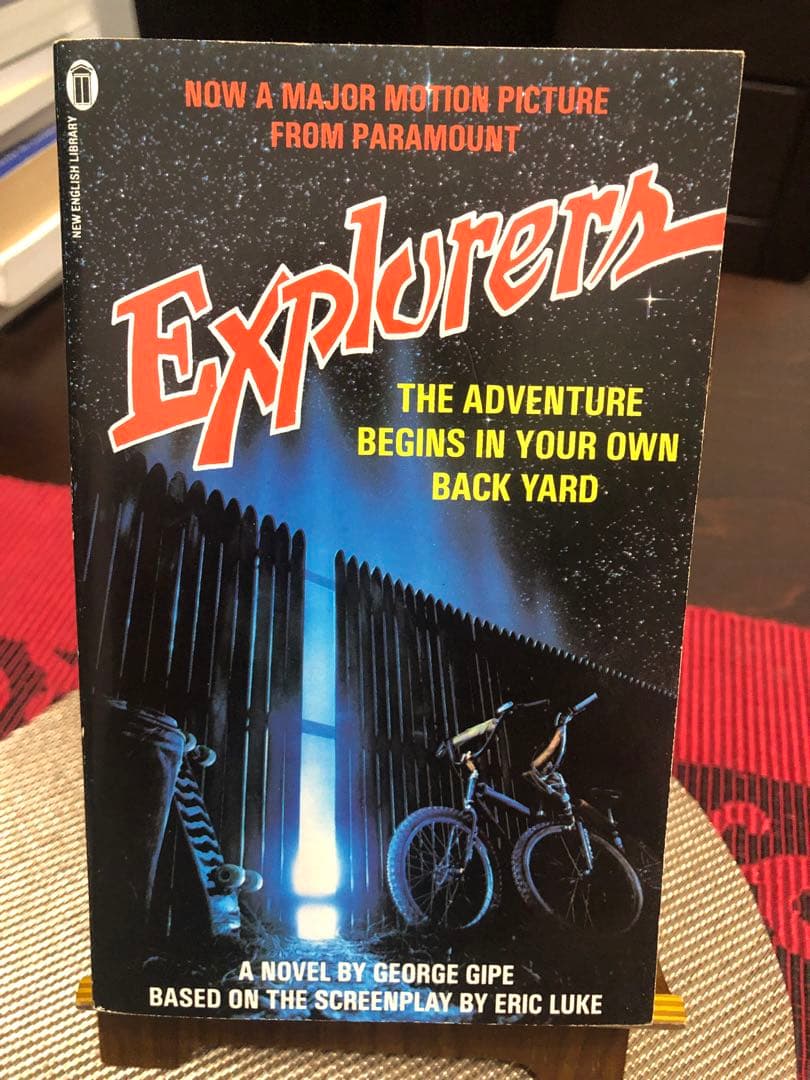 NEW ENGLISH LIBRARY
NOW A MAJOR MOTION PICTURE
FROM PARAMOUNT
Explorers
THE ADVENTURE
BEGINS IN YOUR OWN
BACK YARD
A NOVEL BY GEORGE GIPE
BASED ON THE SCREENPLAY BY ERIC LUKE